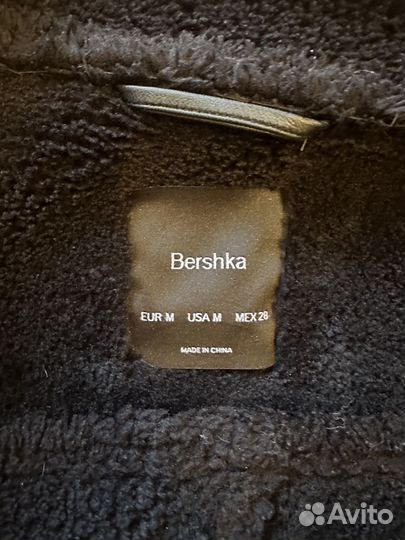 Bershka
EUR M USA M MEX 28
MADE IN CHINA
Avito